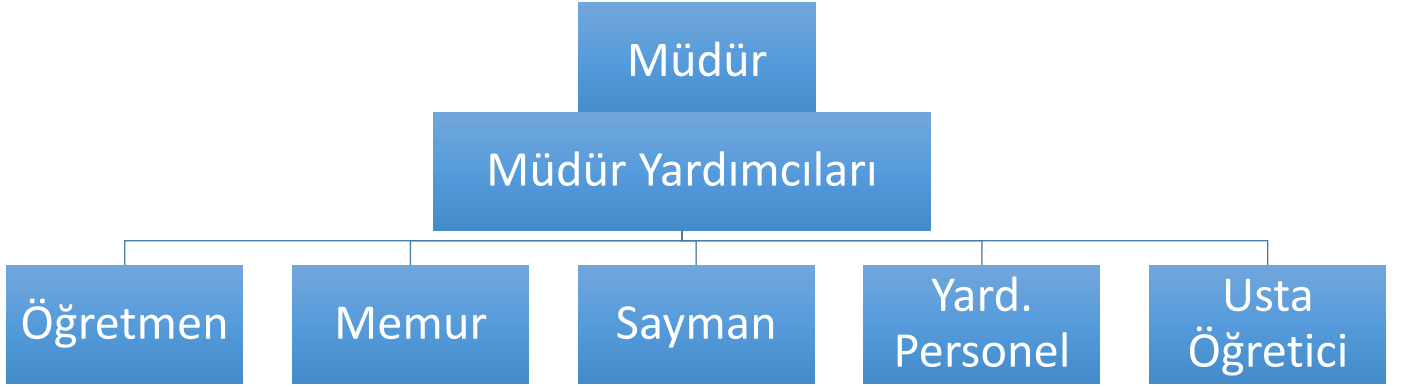 Müdür
Müdür Yardımcıları
Öğretmen
Memur
Sayman
Yard.
Personel
Usta
Öğretici